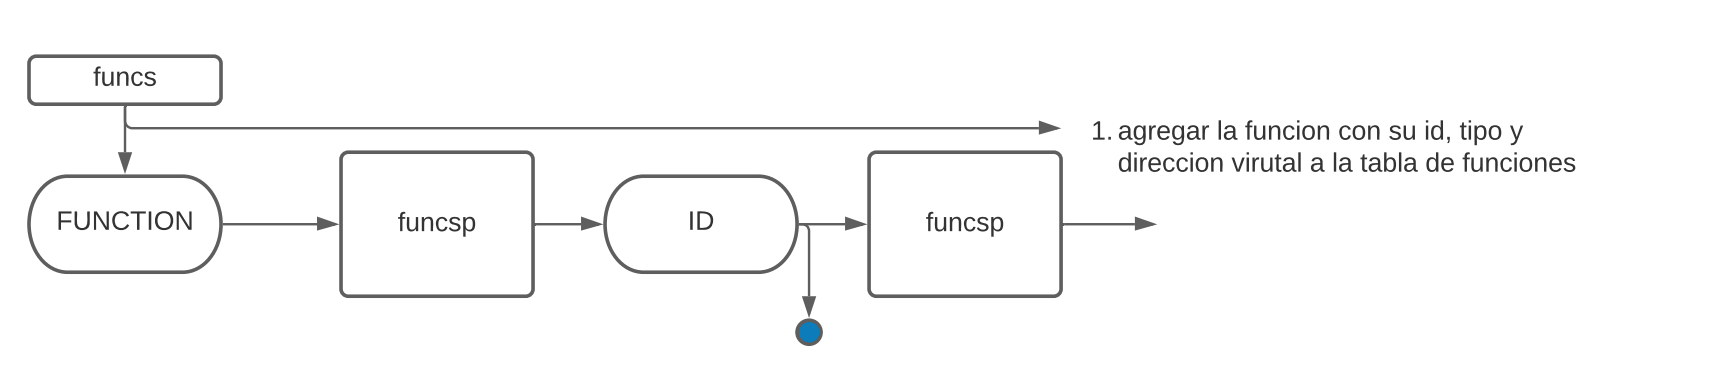 funcs
1. agregar la funcion con su id, tipo y
direccion virutal a la tabla de funciones
FUNCTION
funcsp
ID
funcsp